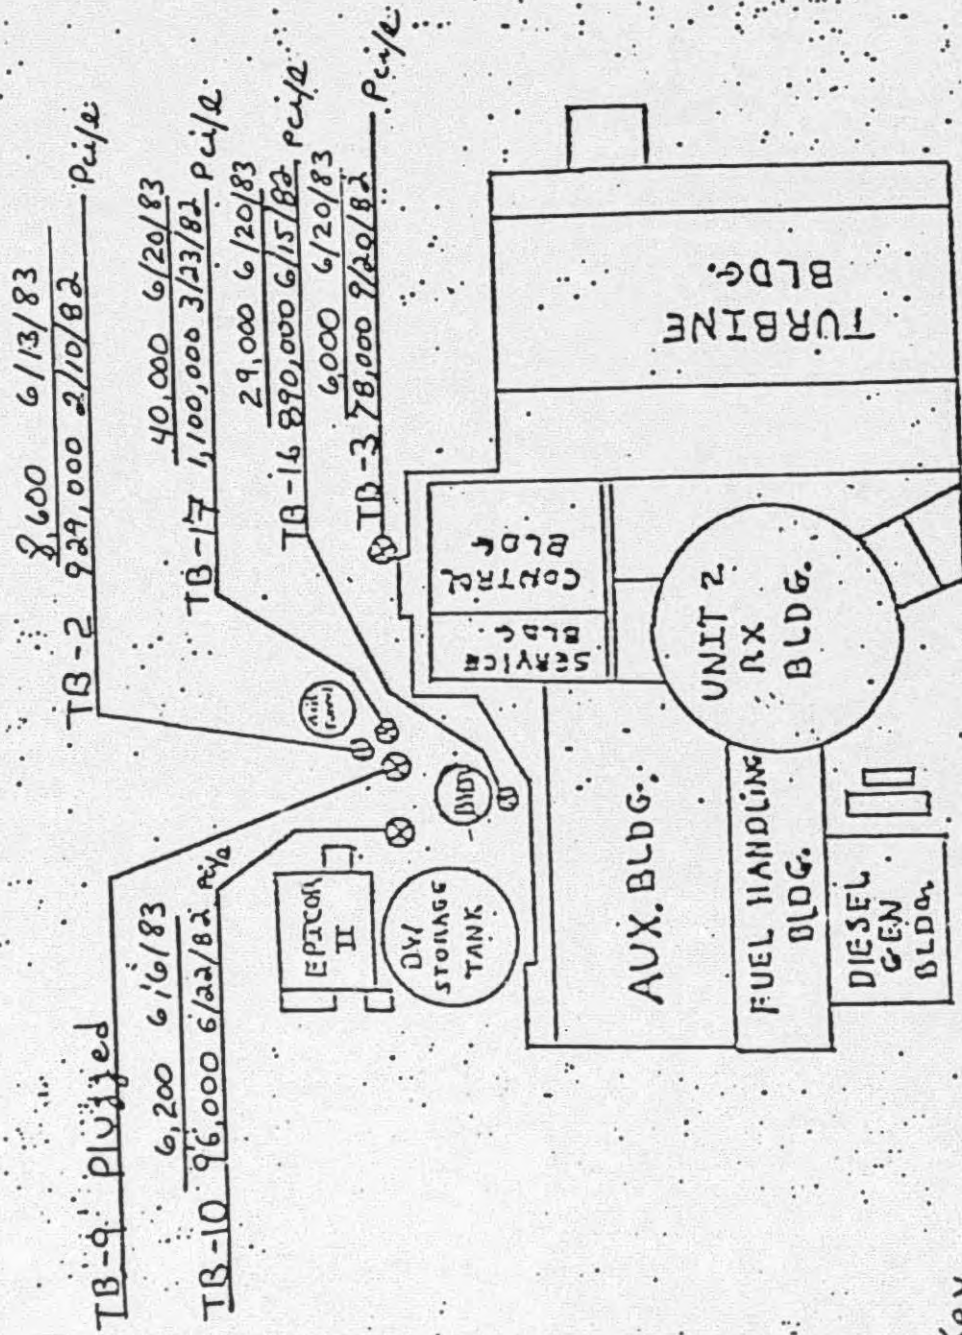 8,600 6/13/83
TB-2 929,000 2/10/82 Pci/l
40,000 6/20/83
TB-17 1,100,000 3/23/82 Pci/l
29,000 6/20/83
TB-16 890,000 6/15/82 Pci/l
6,000 6/20/83
TB-3 78,000 9/20/82 Pci/l
TB-9 Plugged
6,200 6/6/83
TB-10 96,000 6/22/82 Pci/l
EPICOR
II
STORAGE
TANK
SERVICE
BLDG
CONTROL
BLDG
TURBINE
BLDG.
AUX. BLDG.
UNIT 2
RX
BLDG.
FUEL HANDLING
BLDG.
DIESEL
GEN
BLDG.